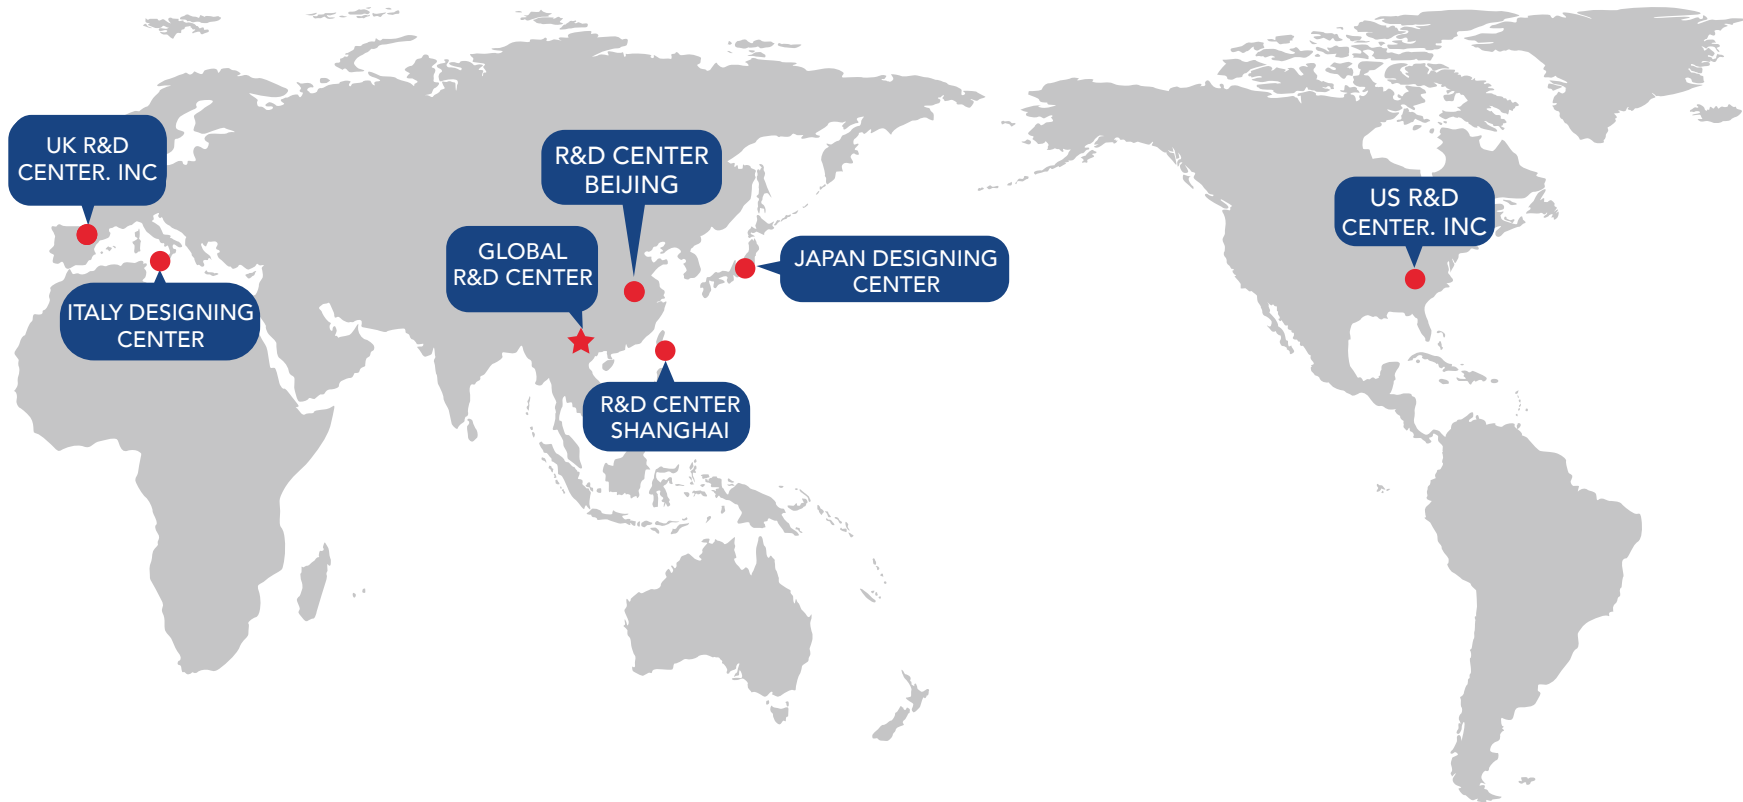 UK R&D
CENTER. INC
ITALY DESIGNING
CENTER
GLOBAL
R&D CENTER
R&D CENTER
BEIJING
R&D CENTER
SHANGHAI
JAPAN DESIGNING
CENTER
US R&D
CENTER. INC